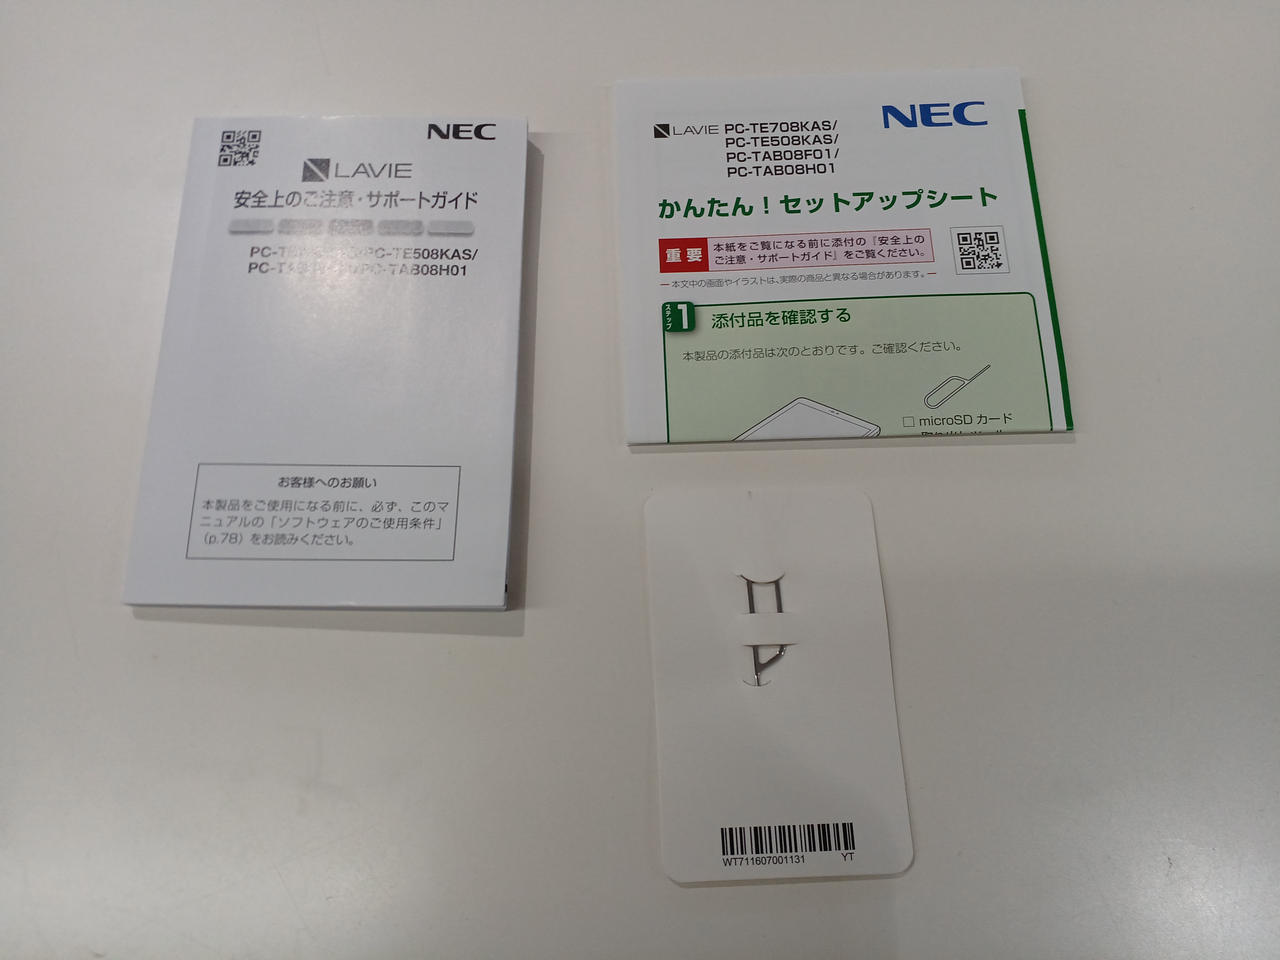 NEC
LAVIE
安全上のご注意・サポートガイド
PC-TE508KAS/
PC-TAB08H01
お客様へのお願い
本製品をご使用になる前に、必ず、このマ
ニュアルの「ソフトウェアのご使用条件」
(p.78)をお読みください。
NEC
LAVIE PC-TE708KAS/
PC-TE508KAS/
PC-TAB08F01/
PC-TAB08H01
かんたん!セットアップシート
重要
本紙をご覧になる前に添付の『安全上の
ご注意・サポートガイド』をご覧ください。
本文中の画面やイラストは、実際の商品と異なる場合があります。
ステップ 1 添付品を確認する
本製品の添付品は次のとおりです。ご確認ください。
□ microSD カード
WT711607001131 YT